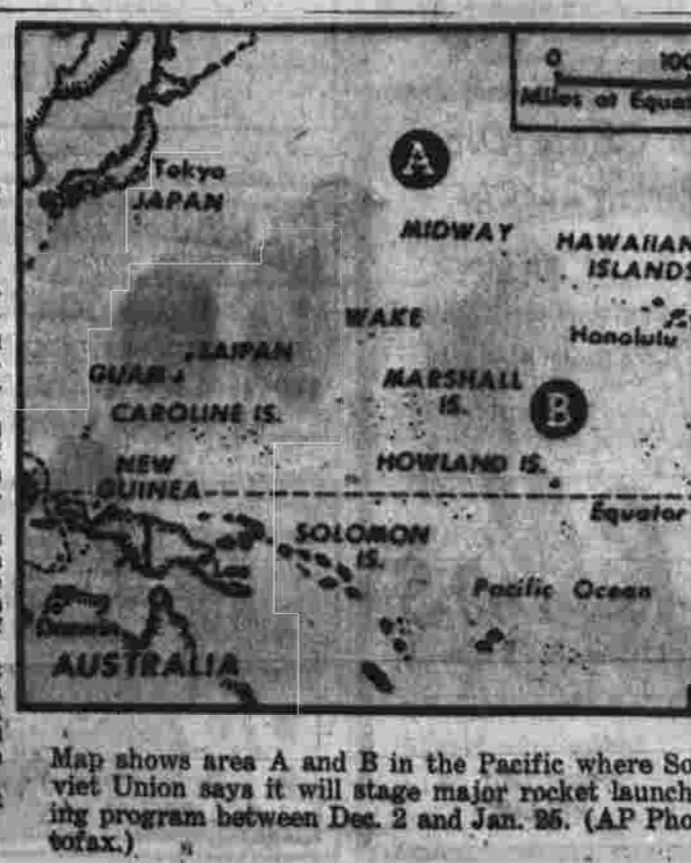 0 100
Miles at Equa
A
Tokyo
JAPAN
MIDWAY
HAWAIIAN
ISLANDS
WAKE
Honolulu
SAIPAN
GUAM
MARSHALL
IS.
B
CAROLINE IS.
NEW
GUINEA
HOWLAND IS.
Equator
SOLOMON
IS.
Pacific Ocean
Darwin
AUSTRALIA
Map shows area A and B in the Pacific where So
viet Union says it will stage major rocket launch
ing program between Dec. 2 and Jan. 25. (AP Pho
tofax.)